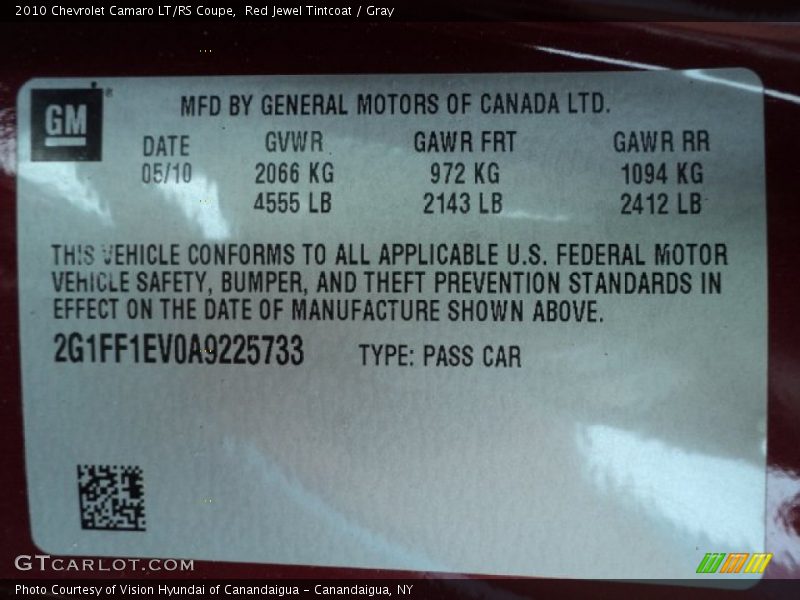 2010 Chevrolet Camaro LT/RS Coupe,  Red Jewel Tintcoat / Gray
GM ®
MFD BY GENERAL MOTORS OF CANADA LTD.
DATE GVWR GAWR FRT GAWR RR
05/10 2066 KG 972 KG 1094 KG
4555 LB 2143 LB 2412 LB
THIS VEHICLE CONFORMS TO ALL APPLICABLE U.S. FEDERAL MOTOR
VEHICLE SAFETY, BUMPER, AND THEFT PREVENTION STANDARDS IN
EFFECT ON THE DATE OF MANUFACTURE SHOWN ABOVE.
2G1FF1EV0A9225733 TYPE: PASS CAR
GTCARLOT.COM
Photo Courtesy of Vision Hyundai of Canandaigua - Canandaigua, NY